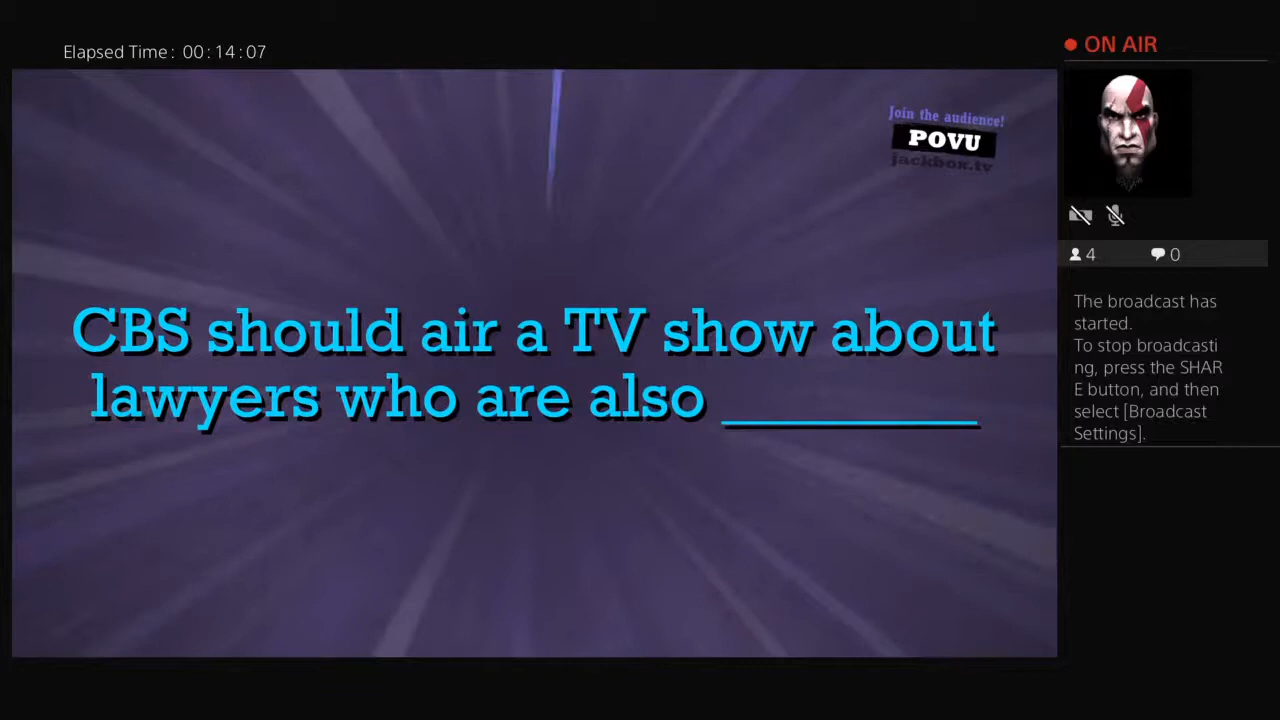 Elapsed Time: 00:14:07
ON AIR
Join the audience!
POVU
jackbox.tv
CBS should air a TV show about
lawyers who are also __________
4
0
The broadcast has
started.
To stop broadcasti
ng, press the SHAR
E button, and then
select [Broadcast
Settings].